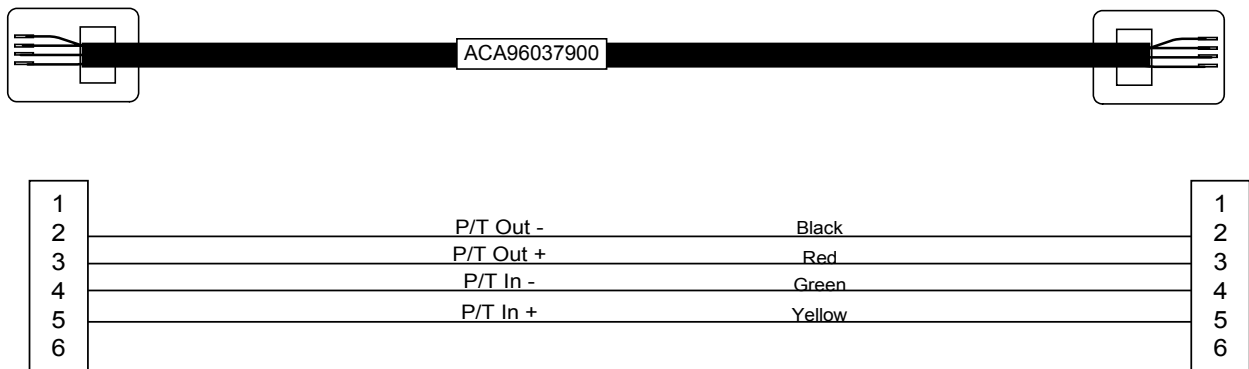 ACA96037900
1 1
2 P/T Out - Black 2
3 P/T Out + Red 3
4 P/T In - Green 4
5 P/T In + Yellow 5
6 6